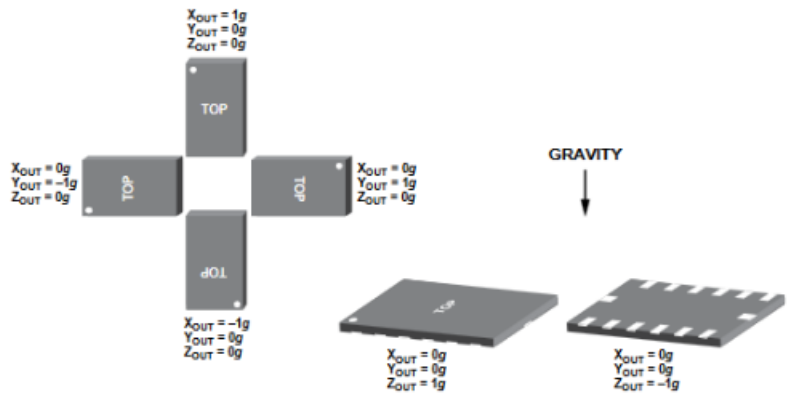 XOUT = 1g
YOUT = 0g
ZOUT = 0g
TOP
XOUT = 0g
YOUT = –1g
ZOUT = 0g
TOP
TOP
XOUT = 0g
YOUT = 1g
ZOUT = 0g
GRAVITY
TOP
XOUT = –1g
YOUT = 0g
ZOUT = 0g
TOP
XOUT = 0g
YOUT = 0g
ZOUT = 1g
XOUT = 0g
YOUT = 0g
ZOUT = –1g